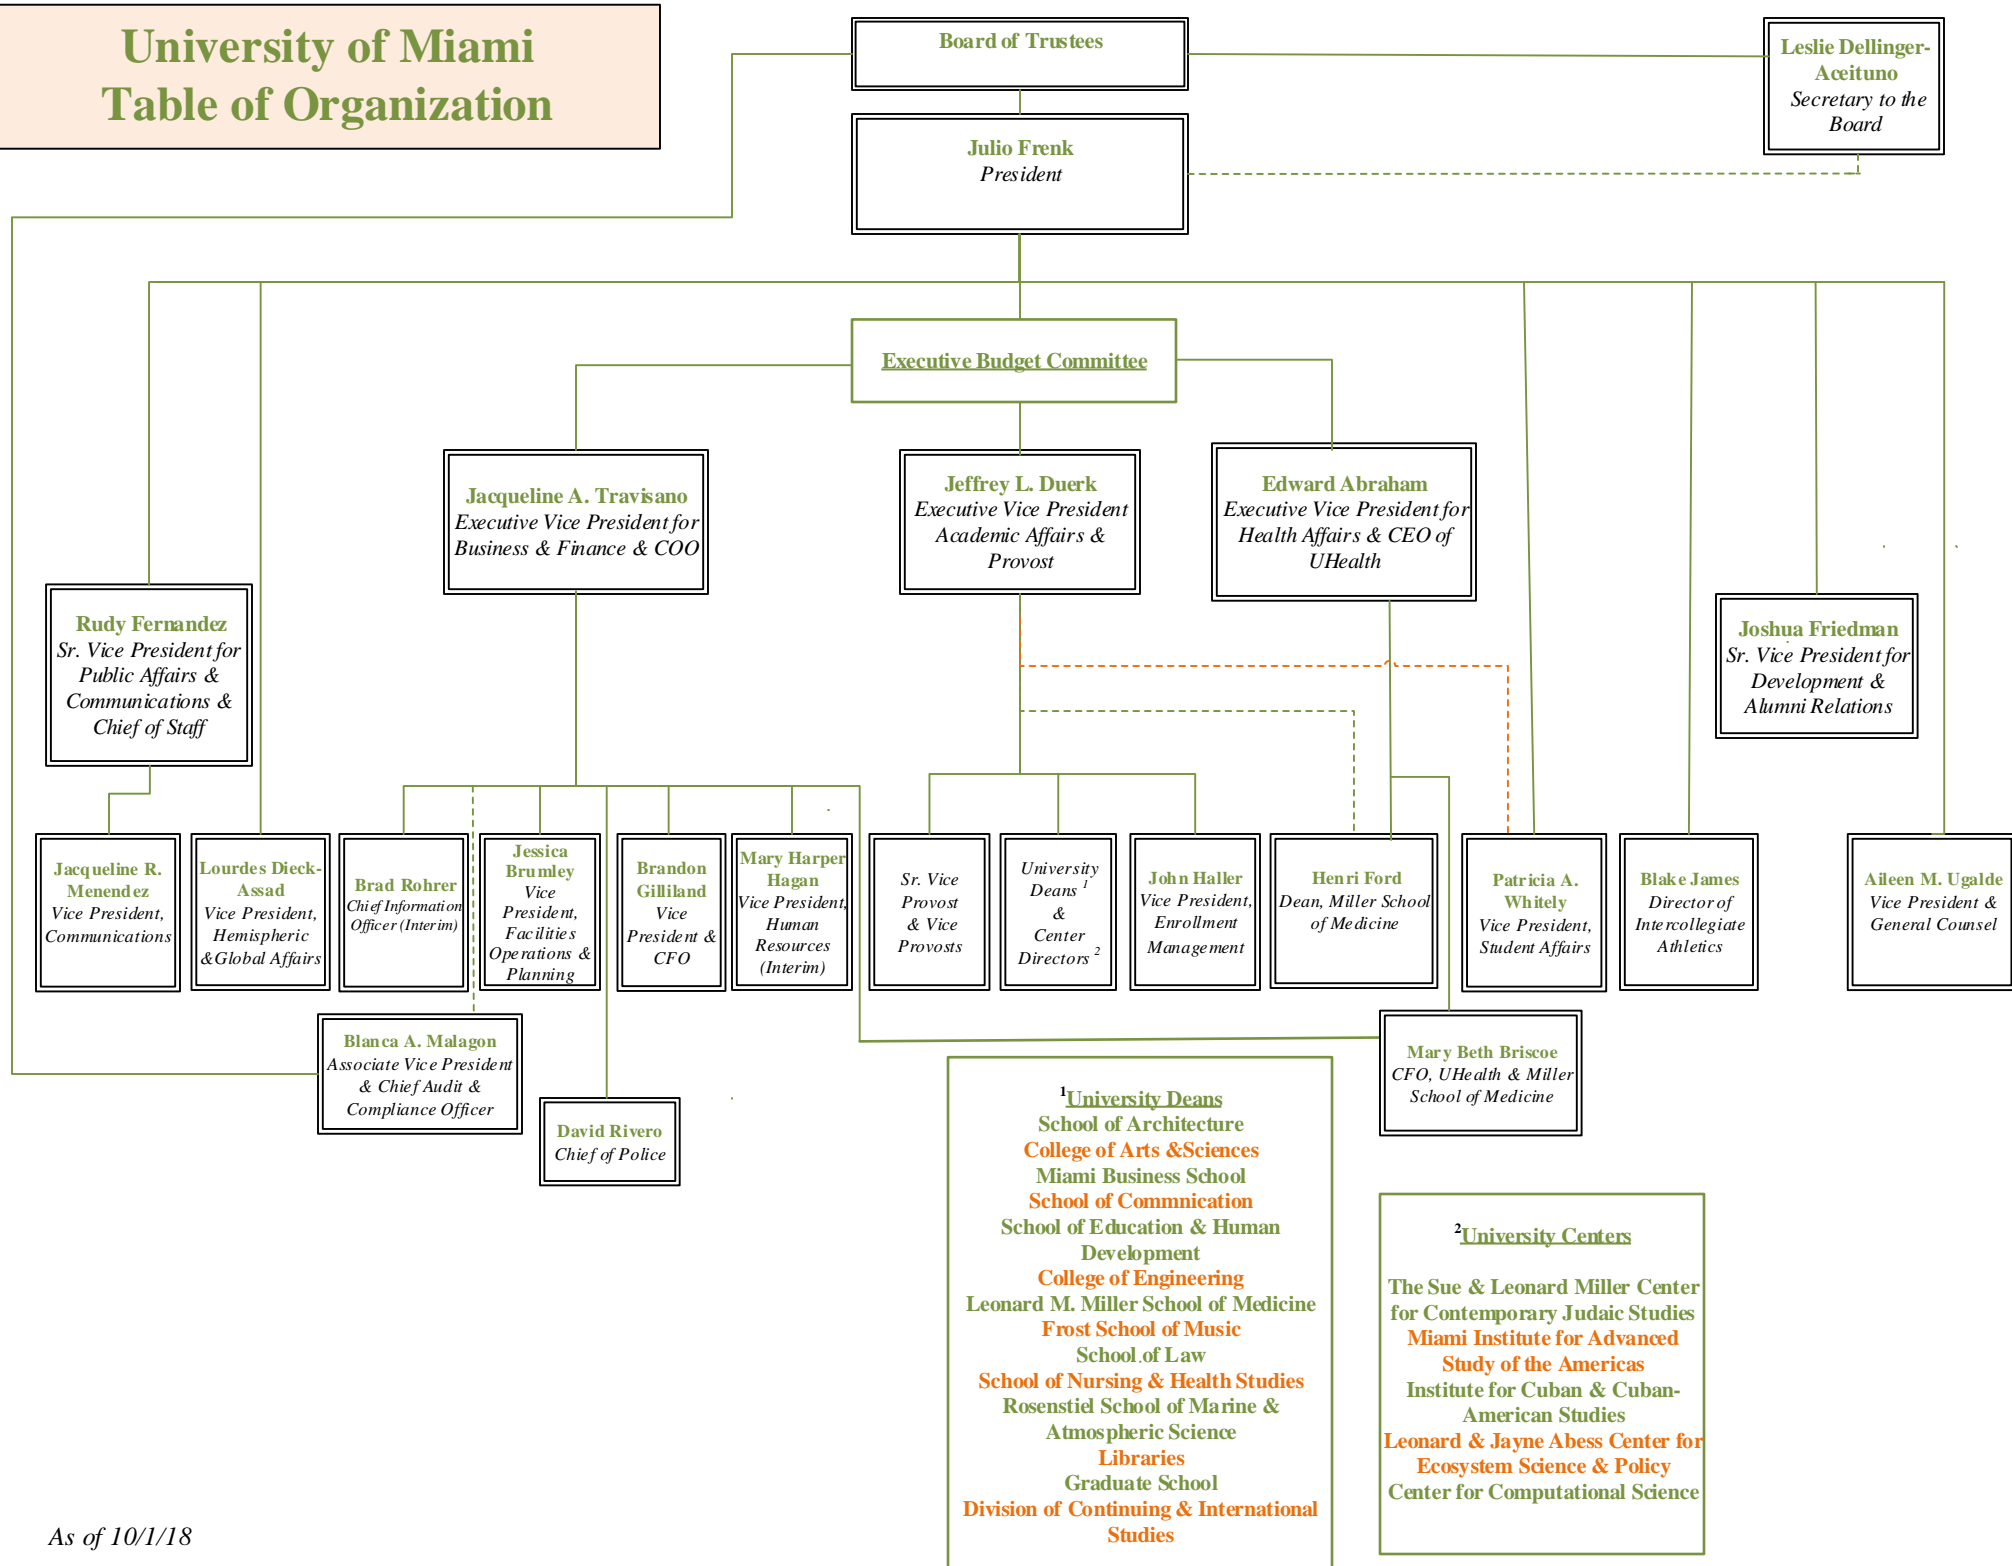 University of Miami
Table of Organization
Board of Trustees
Leslie Dellinger-
Aceituno
Secretary to the
Board
Julio Frenk
President
Executive Budget Committee
Jacqueline A. Travisano
Executive Vice President for
Business & Finance & COO
Jeffrey L. Duerk
Executive Vice President
Academic Affairs &
Provost
Edward Abraham
Executive Vice President for
Health Affairs & CEO of
UHealth
Rudy Fernandez
Sr. Vice President for
Public Affairs &
Communications &
Chief of Staff
Joshua Friedman
Sr. Vice President for
Development &
Alumni Relations
Jacqueline R.
Menendez
Vice President,
Communications
Lourdes Dieck-
Assad
Vice President,
Hemispheric
&Global Affairs
Brad Rohrer
Chief Information
Officer (Interim)
Jessica
Brumley
Vice
President,
Facilities
Operations &
Planning
Brandon
Gilliland
Vice
President &
CFO
Mary Harper
Hagan
Vice President,
Human
Resources
(Interim)
Sr. Vice
Provost
& Vice
Provosts
University
Deans 1
&
Center
Directors 2
John Haller
Vice President,
Enrollment
Management
Henri Ford
Dean, Miller School
of Medicine
Patricia A.
Whitely
Vice President,
Student Affairs
Blake James
Director of
Intercollegiate
Athletics
Aileen M. Ugalde
Vice President &
General Counsel
Blanca A. Malagon
Associate Vice President
& Chief Audit &
Compliance Officer
David Rivero
Chief of Police
Mary Beth Briscoe
CFO, UHealth & Miller
School of Medicine
1University Deans
School of Architecture
College of Arts &Sciences
Miami Business School
School of Commnication
School of Education & Human
Development
College of Engineering
Leonard M. Miller School of Medicine
Frost School of Music
School of Law
School of Nursing & Health Studies
Rosenstiel School of Marine &
Atmospheric Science
Libraries
Graduate School
Division of Continuing & International
Studies
2University Centers
The Sue & Leonard Miller Center
for Contemporary Judaic Studies
Miami Institute for Advanced
Study of the Americas
Institute for Cuban & Cuban-
American Studies
Leonard & Jayne Abess Center for
Ecosystem Science & Policy
Center for Computational Science
As of 10/1/18